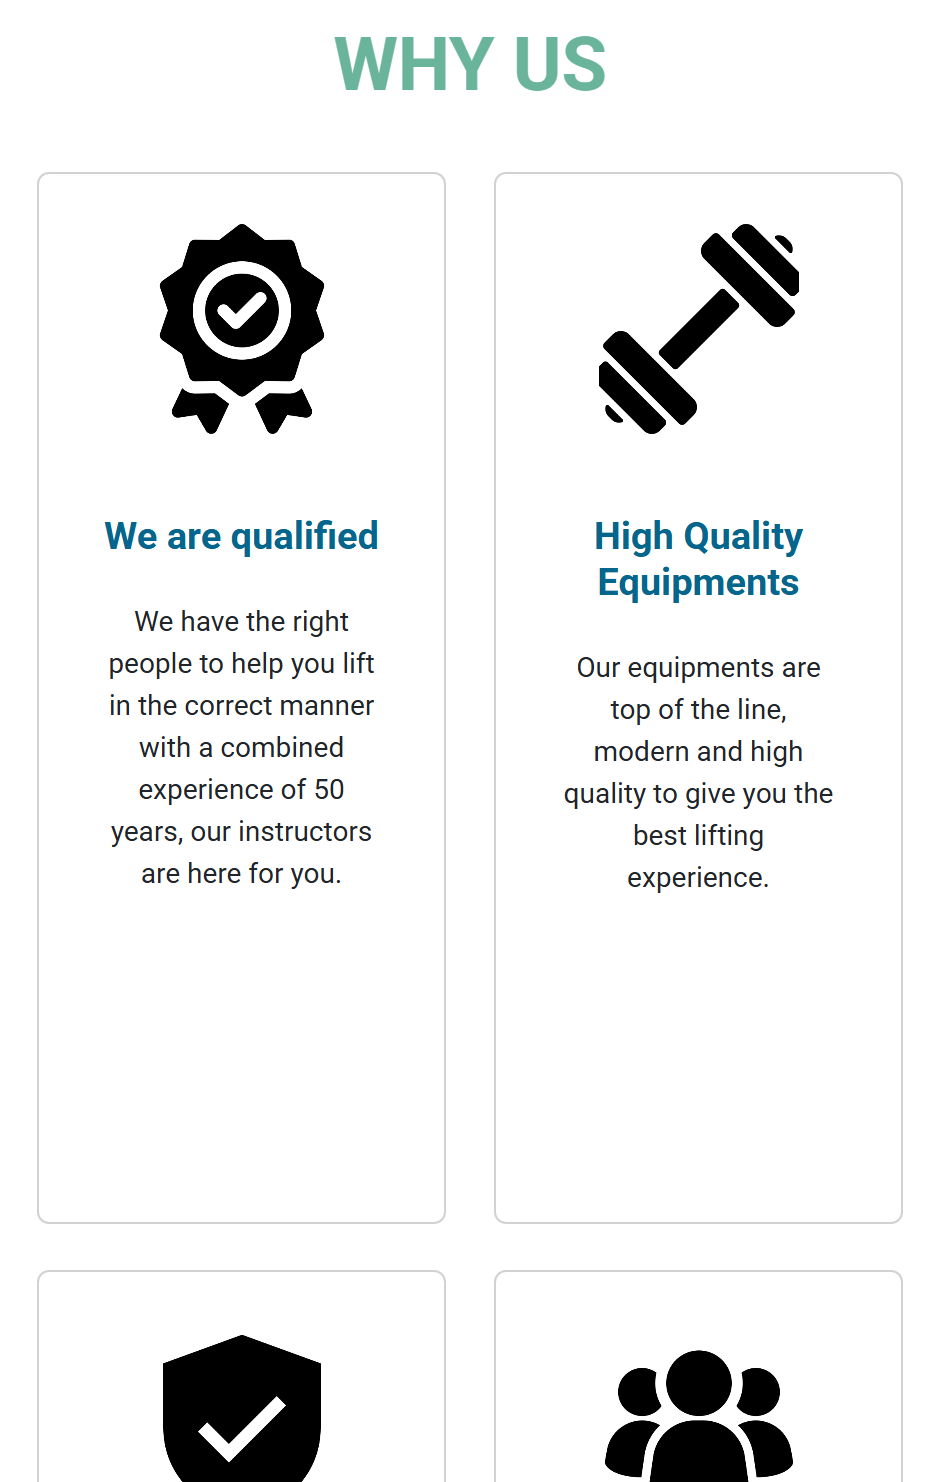 WHY US
We are qualified
We have the right
people to help you lift
in the correct manner
with a combined
experience of 50
years, our instructors
are here for you.
High Quality
Equipments
Our equipments are
top of the line,
modern and high
quality to give you the
best lifting
experience.